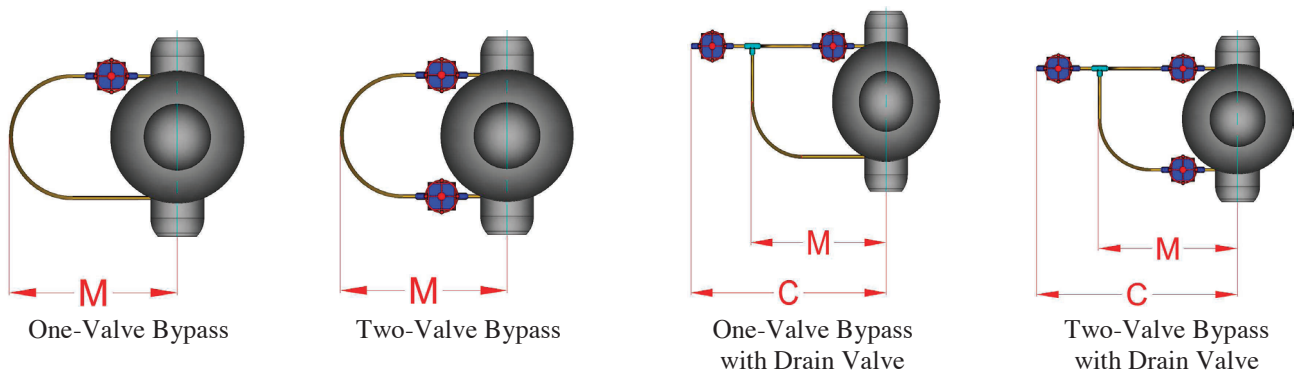 M
One-Valve Bypass
M
Two-Valve Bypass
M
C
One-Valve Bypass
with Drain Valve
M
C
Two-Valve Bypass
with Drain Valve